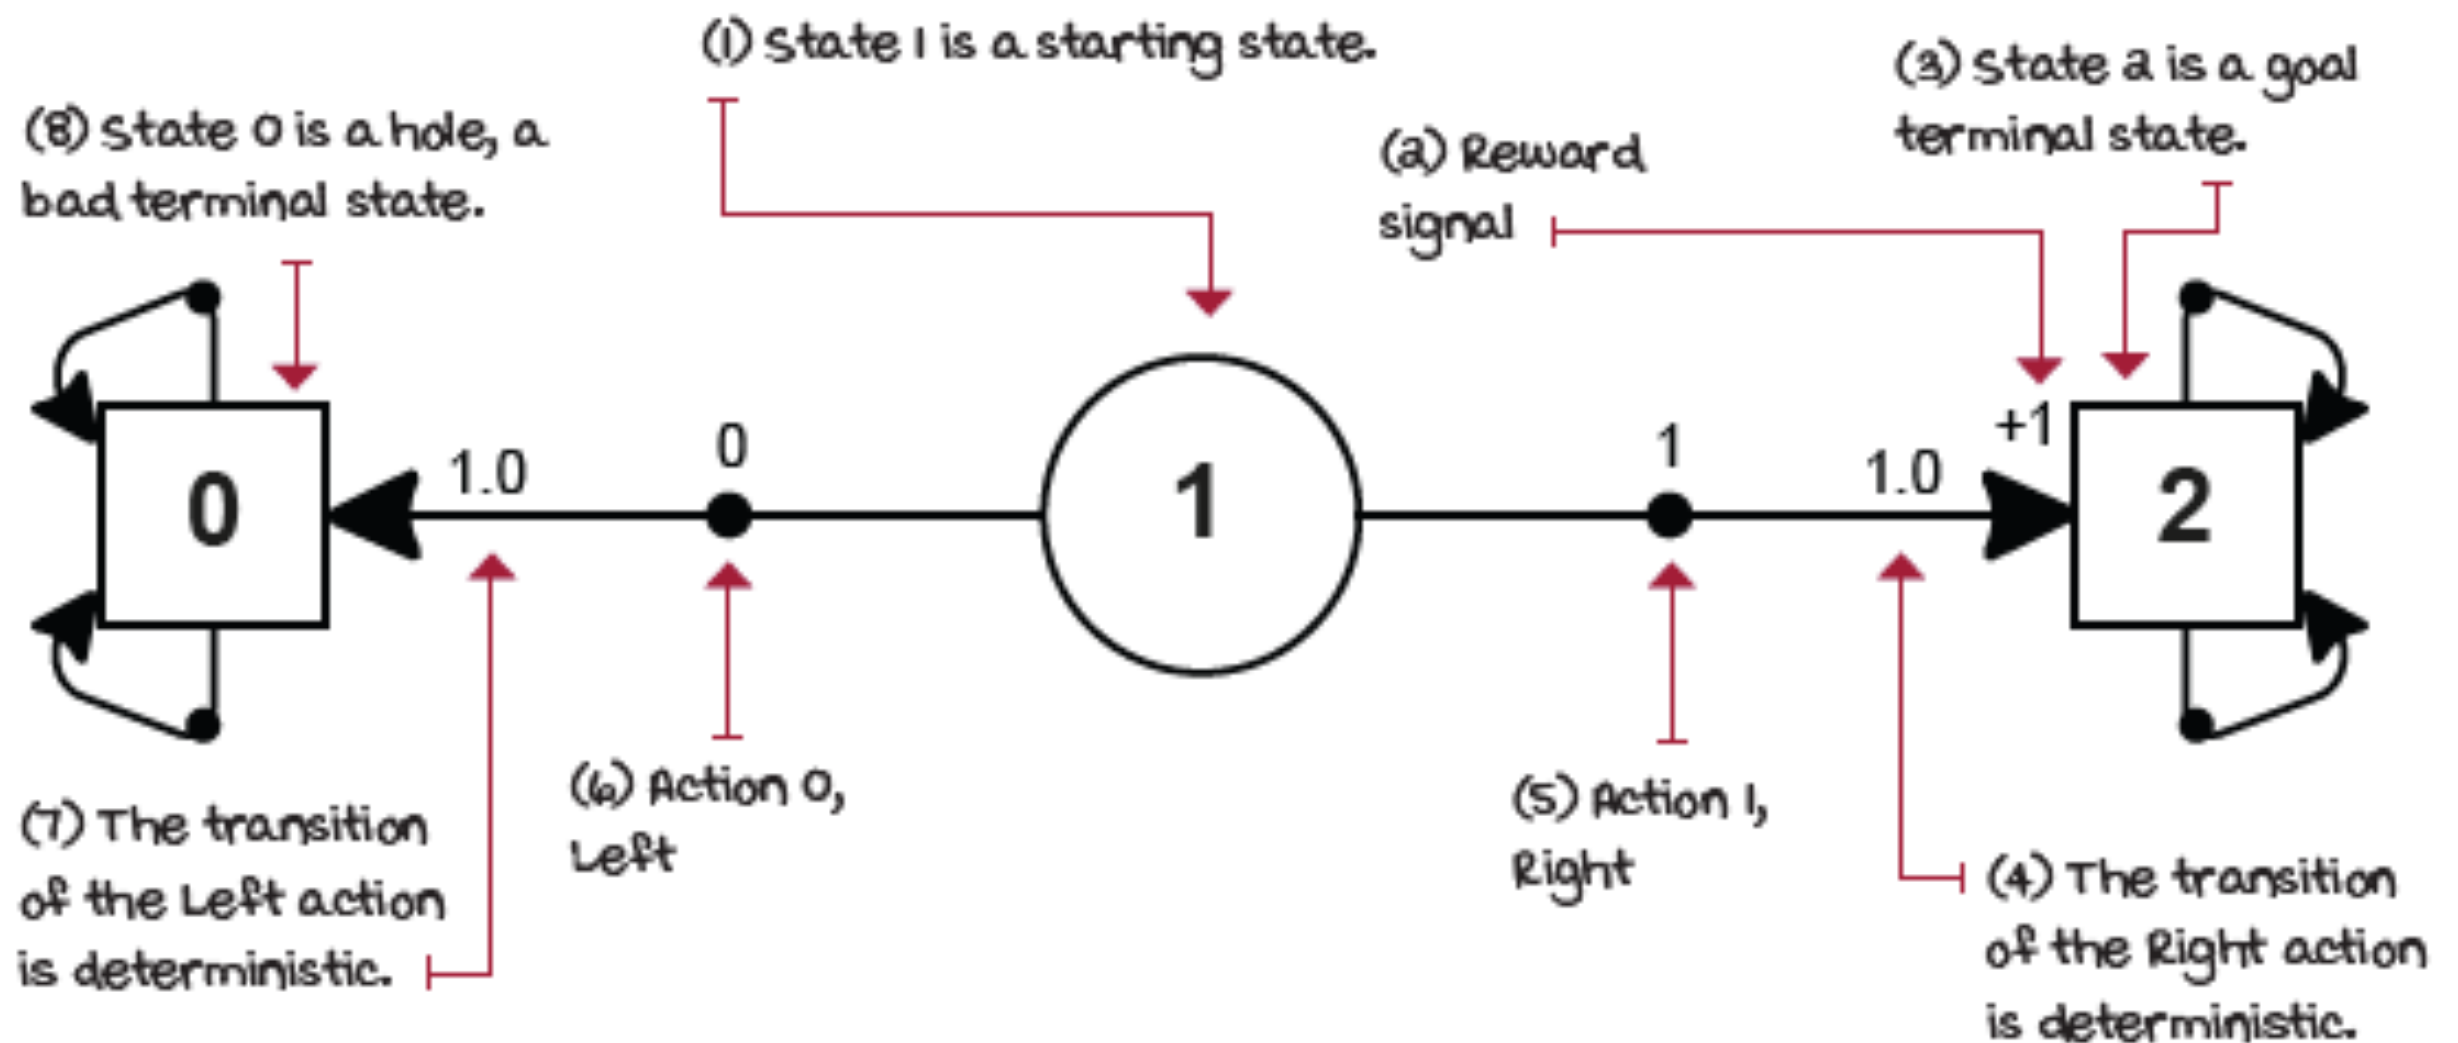 (1) State 1 is a starting state.
(8) State 0 is a hole, a
bad terminal state.
(2) Reward
signal
(3) State 2 is a goal
terminal state.
0
1.0
0
1
1
1.0
+1
2
(7) The transition
of the Left action
is deterministic.
(6) Action 0,
Left
(5) Action 1,
Right
(4) The transition
of the Right action
is deterministic.